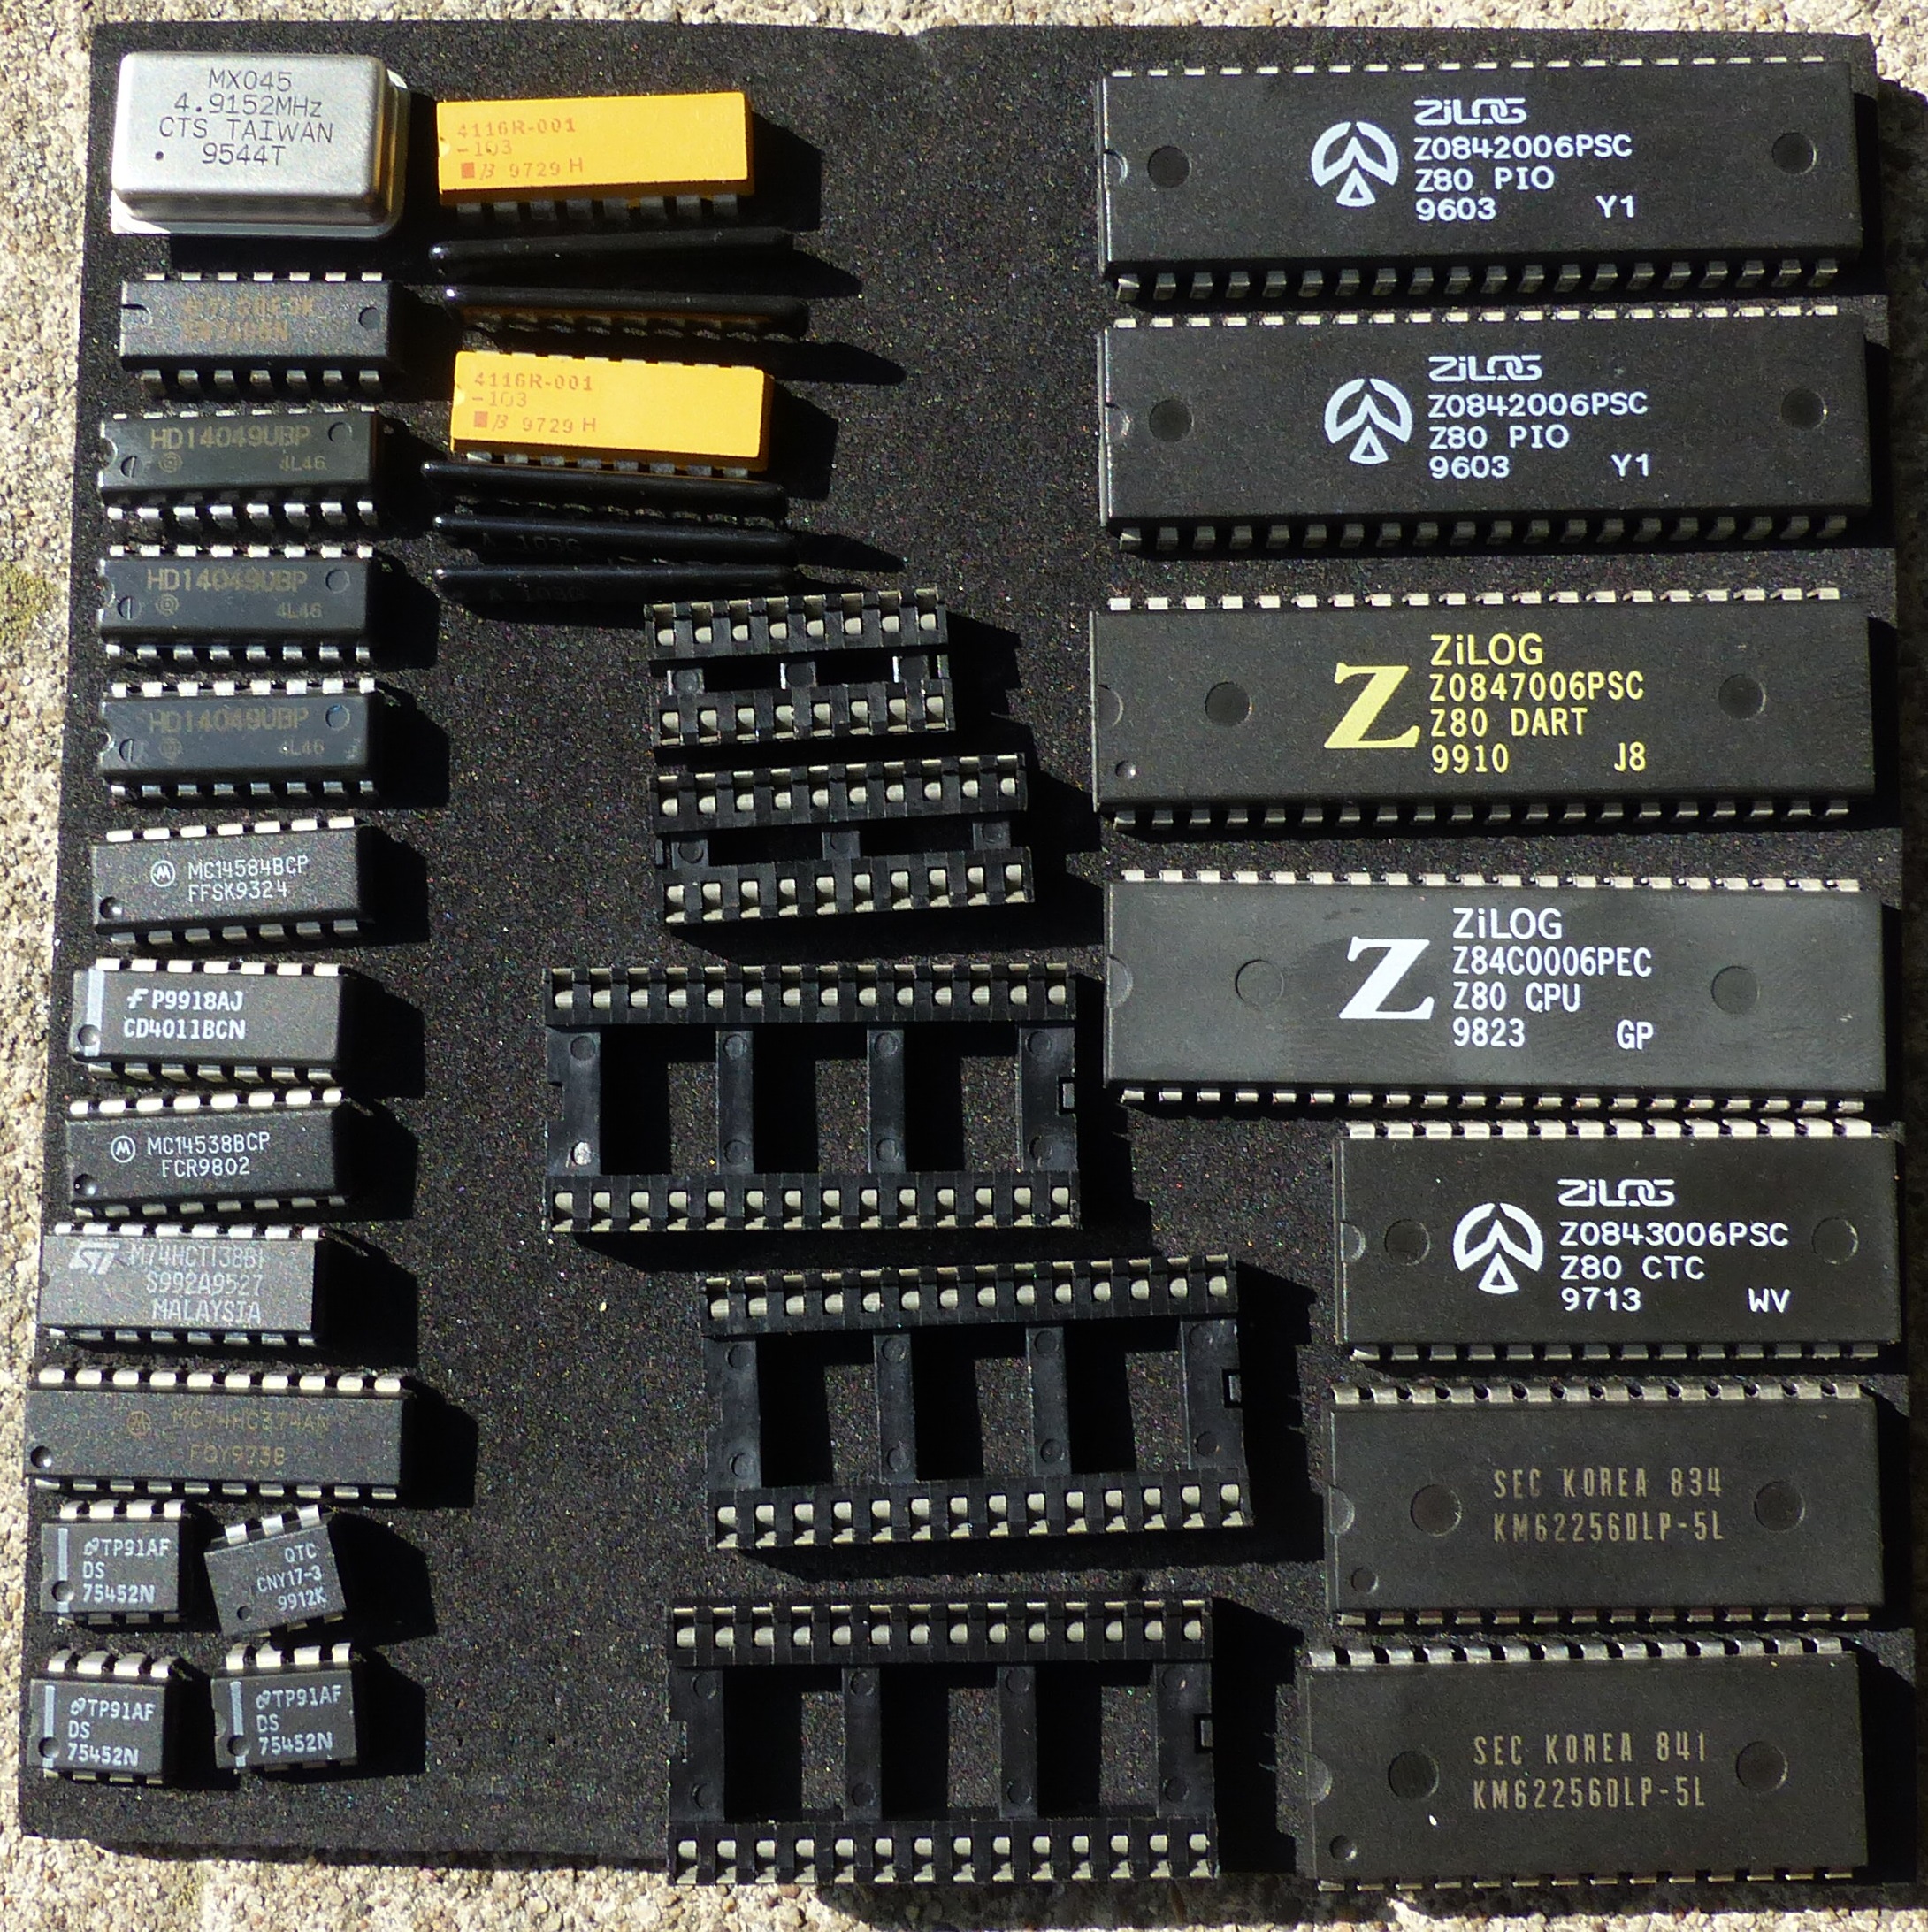 MX045
4.9152MHz
CTS TAIWAN
9544T
4116R-001
-103
9729 H
HD14049UBP
4L46
4116R-001
-103
9729 H
A 103G
HD14049UBP
4L46
A 103G
HD14049UBP
4L46
MC14584BCP
FFSK9324
P9918AJ
CD4011BCN
MC14538BCP
FCR9802
ST
S992A9527
MALAYSIA
MC74HC374AN
FQY9738
TP91AF
DS
75452N
QTC
CNY17-3
9912K
TP91AF
DS
75452N
TP91AF
DS
75452N
ZiLOG
Z0842006PSC
Z80 PIO
9603 Y1
ZiLOG
Z0842006PSC
Z80 PIO
9603 Y1
Z
ZiLOG
Z0847006PSC
Z80 DART
9910 J8
Z
ZiLOG
Z84C0006PEC
Z80 CPU
9823 GP
ZiLOG
Z0843006PSC
Z80 CTC
9713 WV
SEC KOREA 834
KM62256DLP-5L
SEC KOREA 841
KM62256DLP-5L